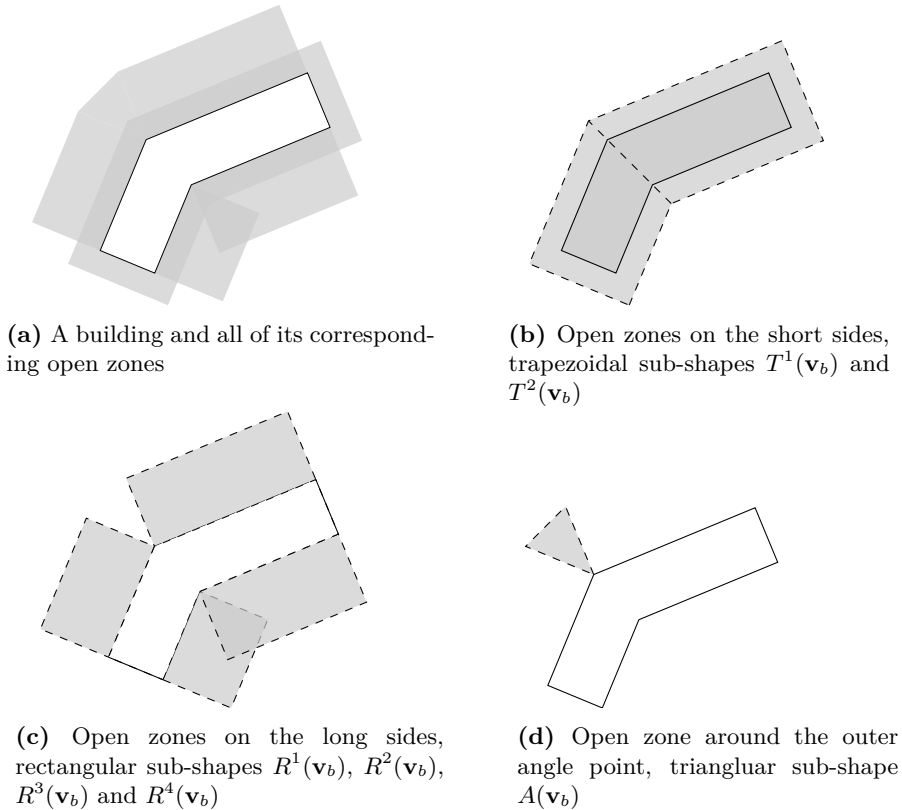 (a) A building and all of its correspond-
ing open zones
(b) Open zones on the short sides,
trapezoidal sub-shapes T¹(v_b) and
T²(v_b)
(c) Open zones on the long sides,
rectangular sub-shapes R¹(v_b), R²(v_b),
R³(v_b) and R⁴(v_b)
(d) Open zone around the outer
angle point, triangluar sub-shape
A(v_b)